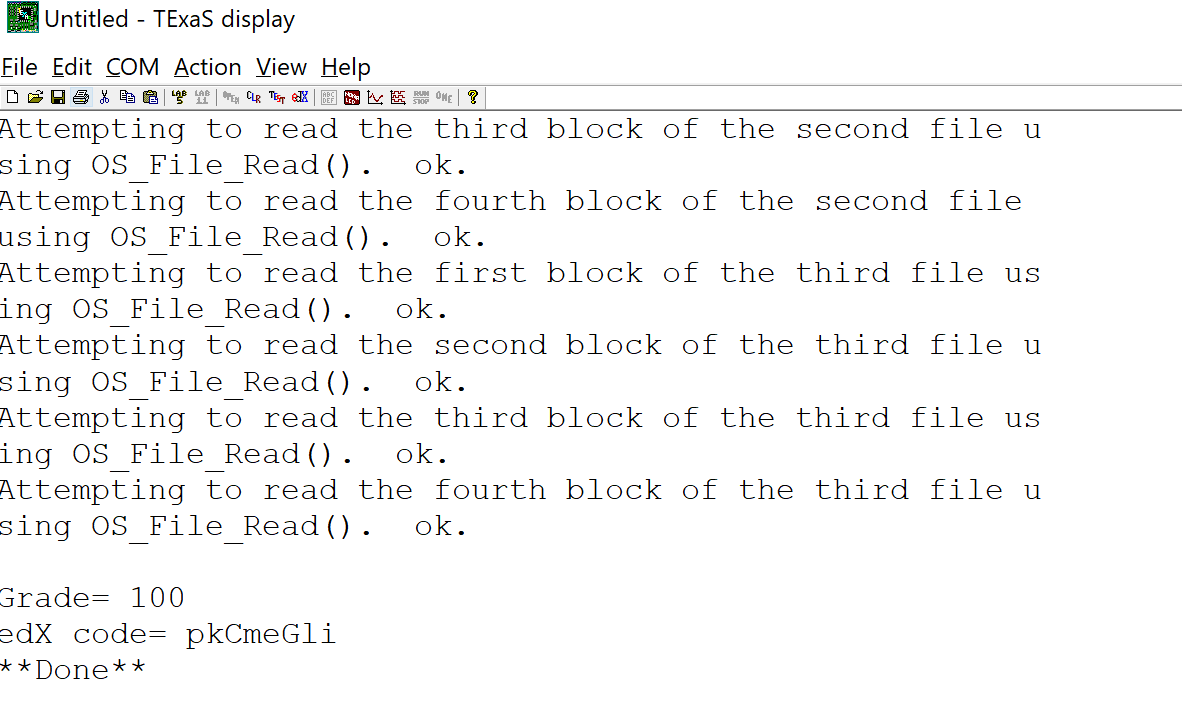 Untitled - TExaS display
File Edit COM Action View Help
Attempting to read the third block of the second file u
sing OS_File_Read().  ok.
Attempting to read the fourth block of the second file
using OS_File_Read().  ok.
Attempting to read the first block of the third file us
ing OS_File_Read().  ok.
Attempting to read the second block of the third file u
sing OS_File_Read().  ok.
Attempting to read the third block of the third file us
ing OS_File_Read().  ok.
Attempting to read the fourth block of the third file u
sing OS_File_Read().  ok.
Grade= 100
edX code= pkCmeGli
**Done**